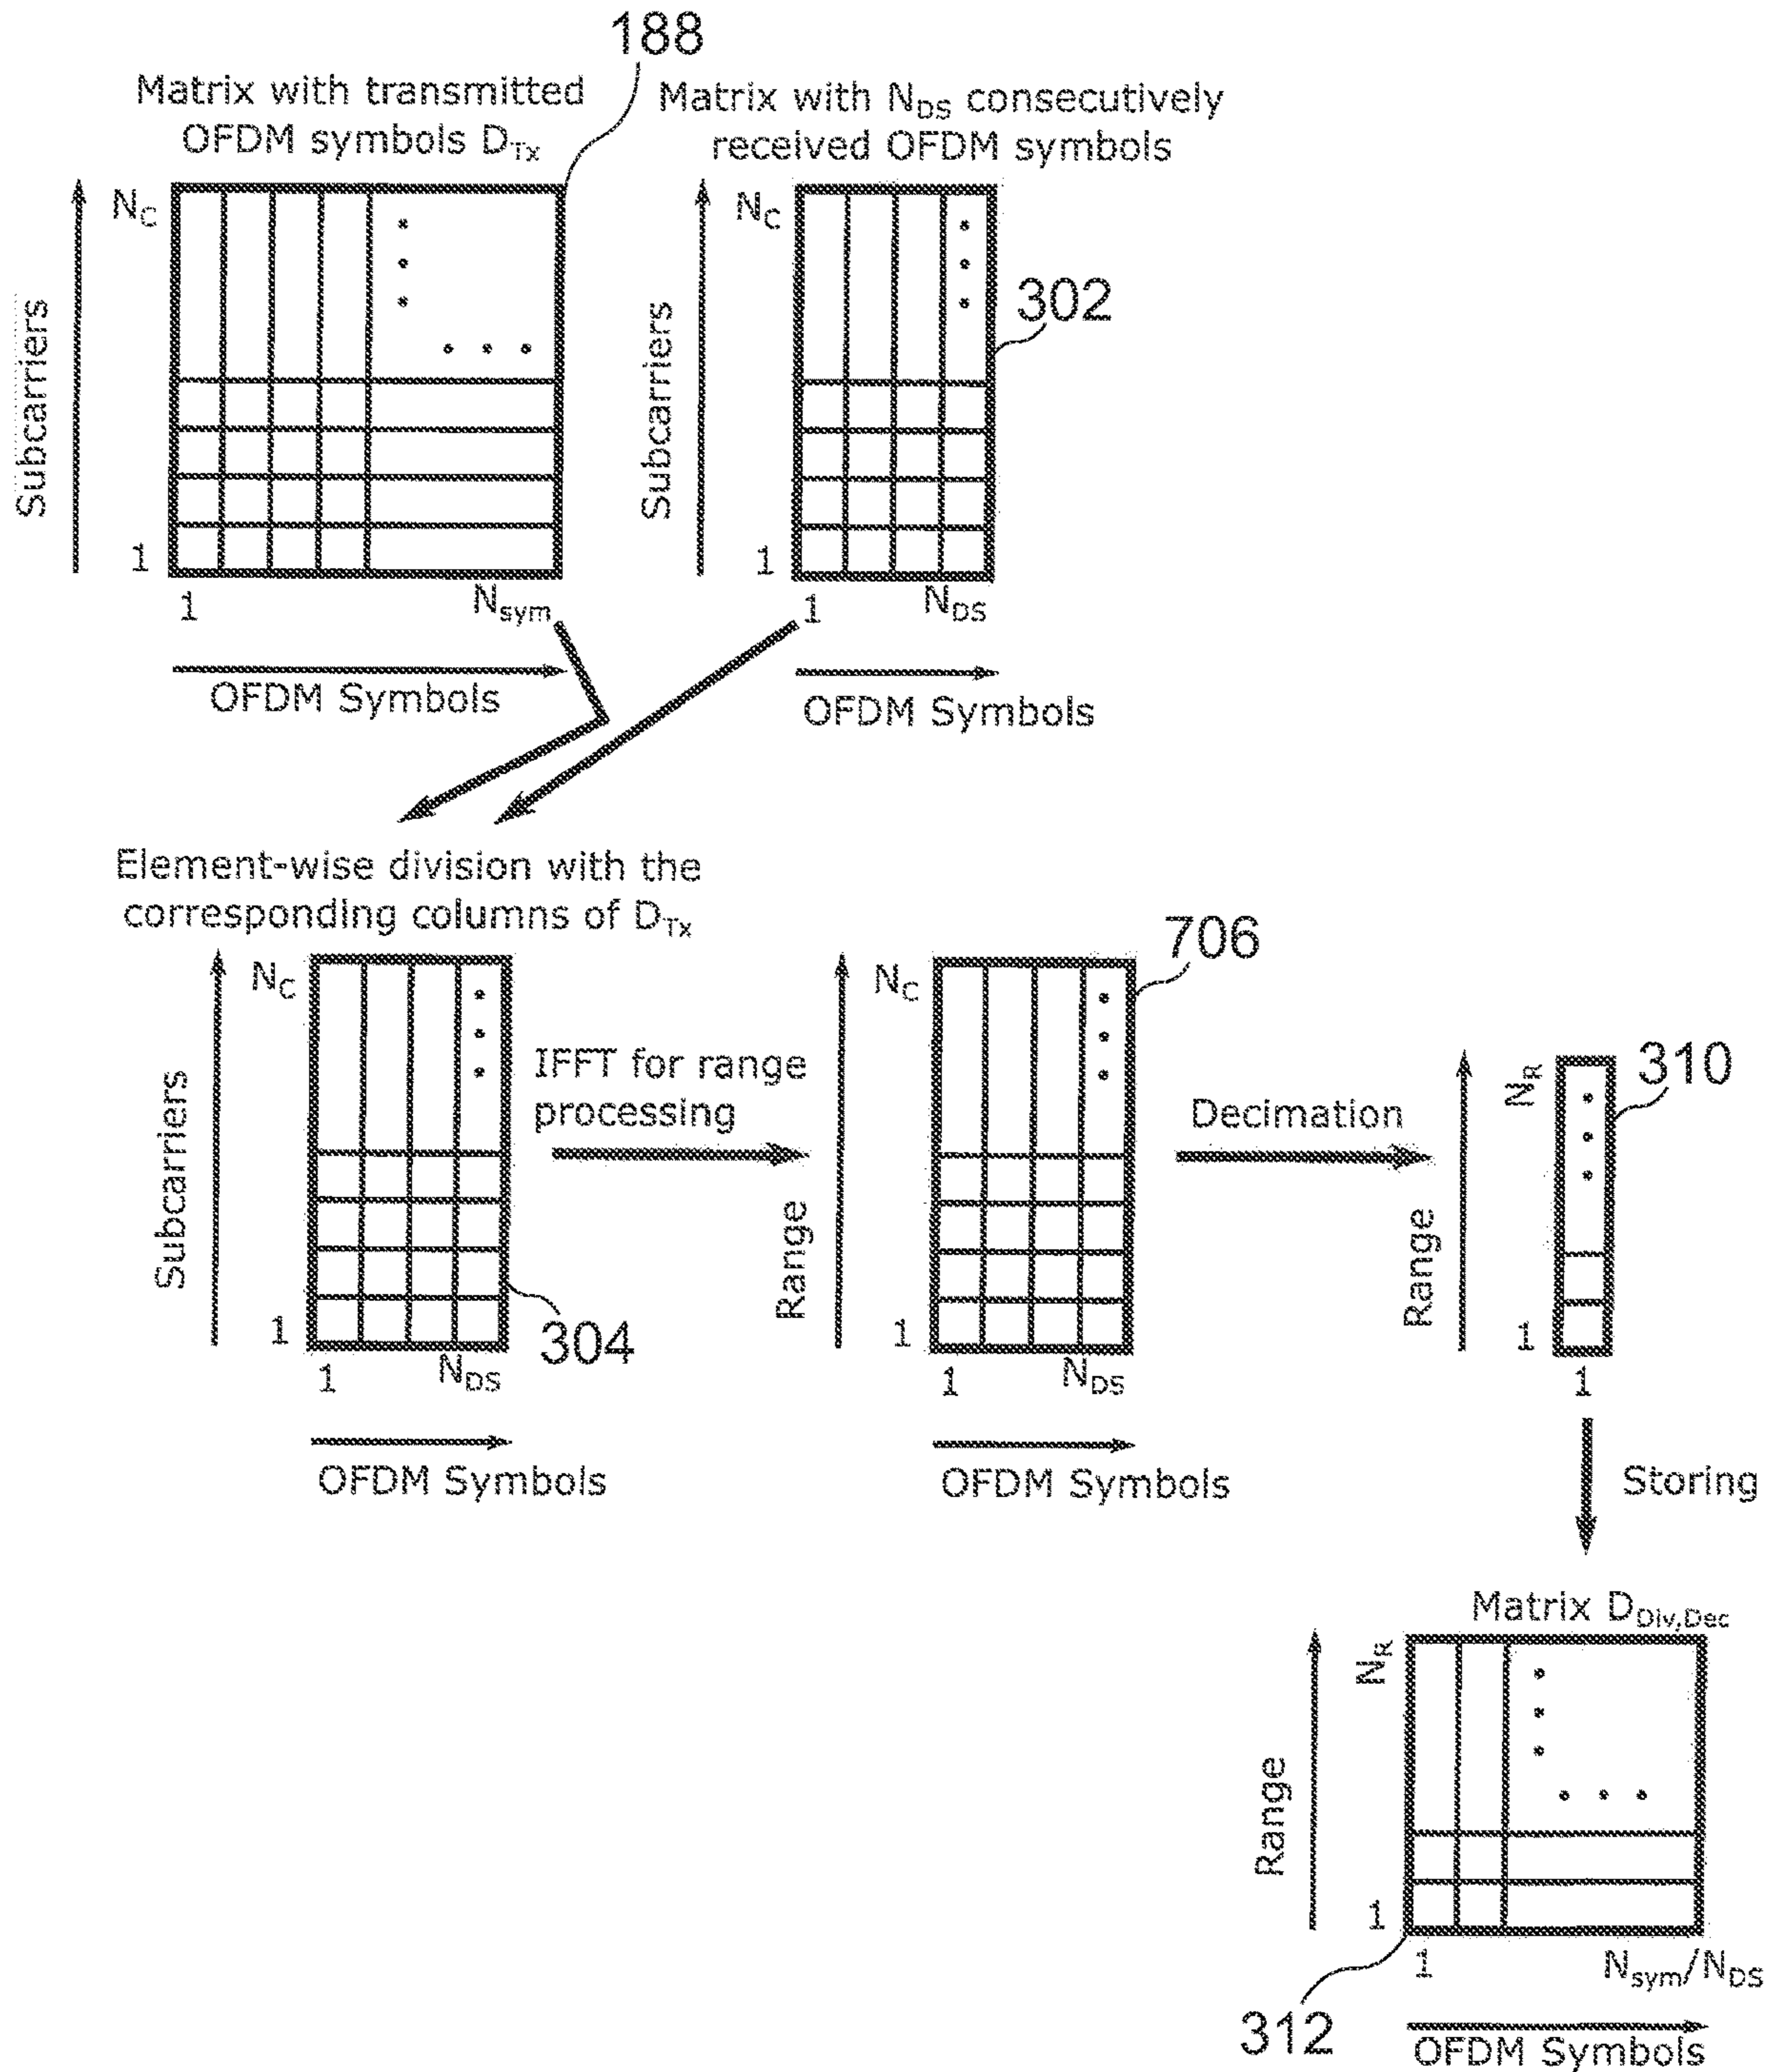 188
Matrix with transmitted
OFDM symbols D_Tx
Matrix with N_DS consecutively
received OFDM symbols
Subcarriers
N_C
1
1
N_sym
OFDM Symbols
Subcarriers
N_C
302
1
1
N_DS
OFDM Symbols
Element-wise division with the
corresponding columns of D_Tx
Subcarriers
N_C
1
304
1
N_DS
OFDM Symbols
IFFT for range
processing
Range
N_C
706
1
1
N_DS
OFDM Symbols
Decimation
Range
N_R
310
1
1
Storing
Matrix D_Div,Dec
Range
N_R
1
1
N_sym/N_DS
312
OFDM Symbols